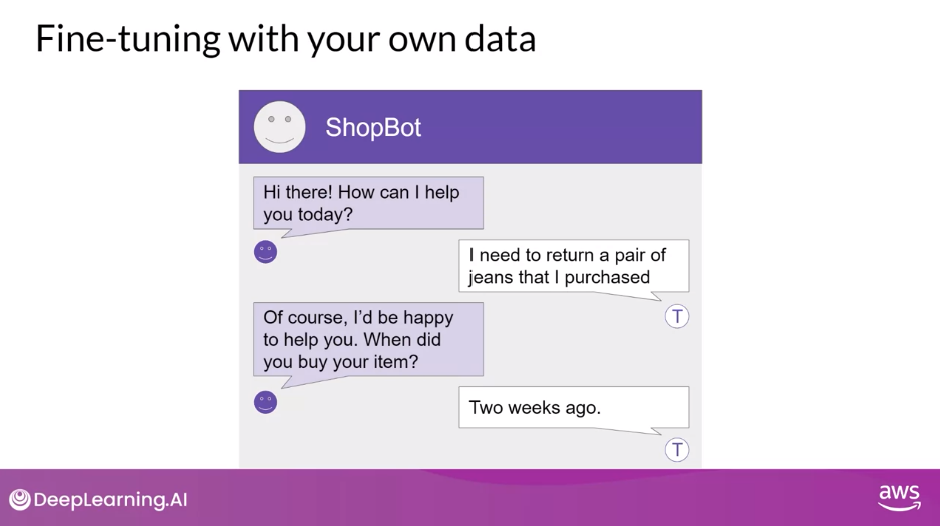 Fine-tuning with your own data
ShopBot
Hi there! How can I help
you today?
I need to return a pair of
jeans that I purchased
T
Of course, I'd be happy
to help you. When did
you buy your item?
Two weeks ago.
T
DeepLearning.AI
aws